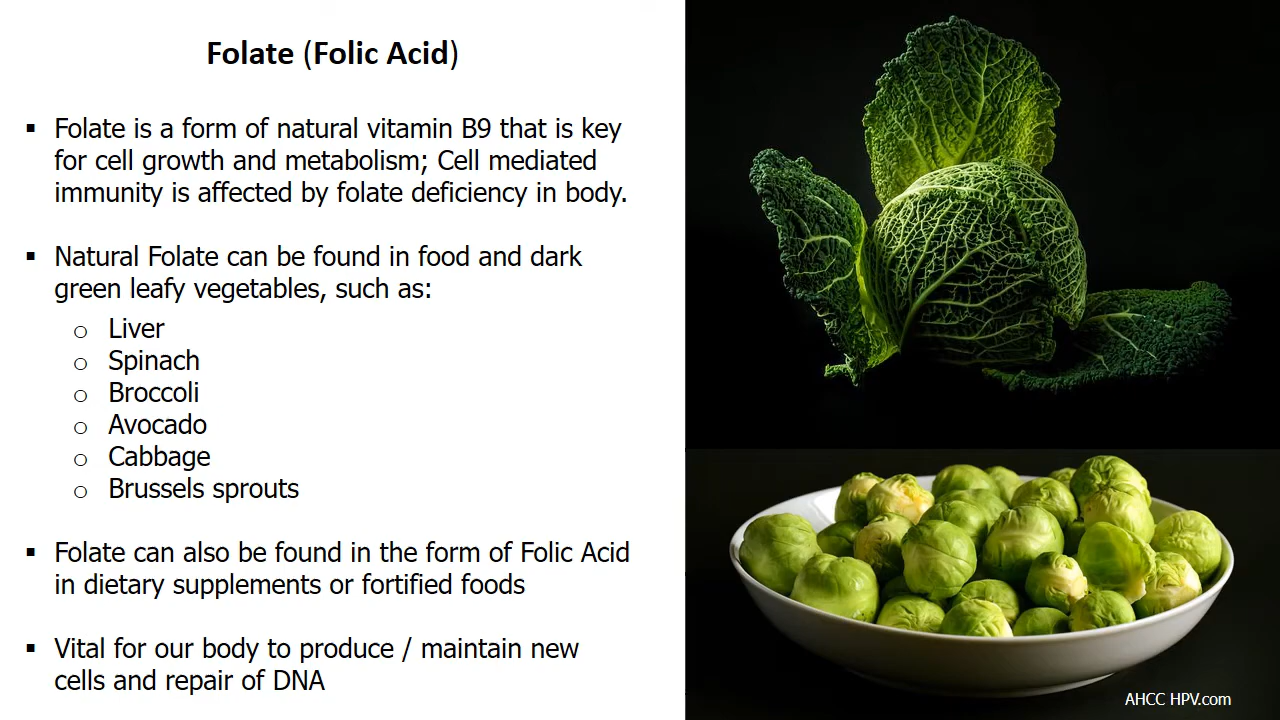 Folate (Folic Acid)
▪ Folate is a form of natural vitamin B9 that is key
for cell growth and metabolism; Cell mediated
immunity is affected by folate deficiency in body.
▪ Natural Folate can be found in food and dark
green leafy vegetables, such as:
o Liver
o Spinach
o Broccoli
o Avocado
o Cabbage
o Brussels sprouts
▪ Folate can also be found in the form of Folic Acid
in dietary supplements or fortified foods
▪ Vital for our body to produce / maintain new
cells and repair of DNA
AHCC HPV.com